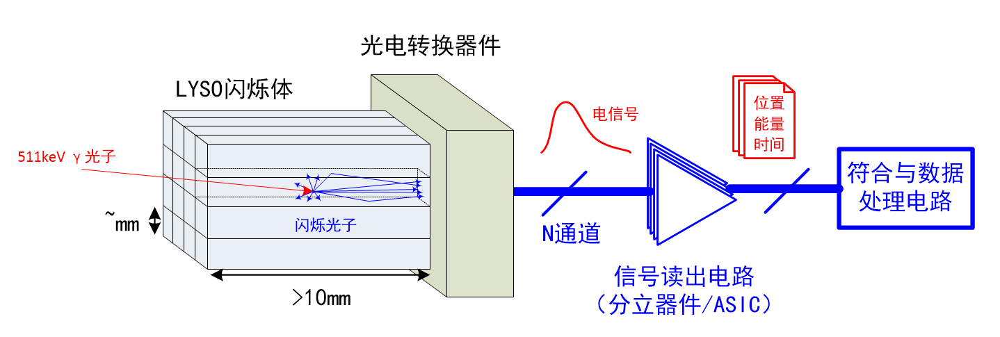 光电转换器件
LYSO闪烁体
511keV γ光子
闪烁光子
~mm
>10mm
电信号
N通道
信号读出电路
（分立器件/ASIC）
位置
能量
时间
符合与数据
处理电路